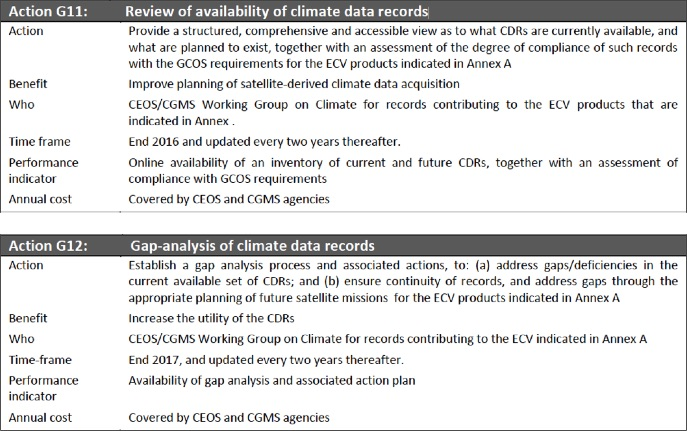 Action G11: Review of availability of climate data records
Action Provide a structured, comprehensive and accessible view as to what CDRs are currently available, and
what are planned to exist, together with an assessment of the degree of compliance of such records
with the GCOS requirements for the ECV products indicated in Annex A
Benefit Improve planning of satellite-derived climate data acquisition
Who CEOS/CGMS Working Group on Climate for records contributing to the ECV products that are
indicated in Annex .
Time frame End 2016 and updated every two years thereafter.
Performance Online availability of an inventory of current and future CDRs, together with an assessment of
indicator compliance with GCOS requirements
Annual cost Covered by CEOS and CGMS agencies
Action G12: Gap-analysis of climate data records
Action Establish a gap analysis process and associated actions, to: (a) address gaps/deficiencies in the
current available set of CDRs; and (b) ensure continuity of records, and address gaps through the
appropriate planning of future satellite missions for the ECV products indicated in Annex A
Benefit Increase the utility of the CDRs
Who CEOS/CGMS Working Group on Climate for records contributing to the ECV indicated in Annex A
Time-frame End 2017, and updated every two years thereafter.
Performance Availability of gap analysis and associated action plan
indicator
Annual cost Covered by CEOS and CGMS agencies